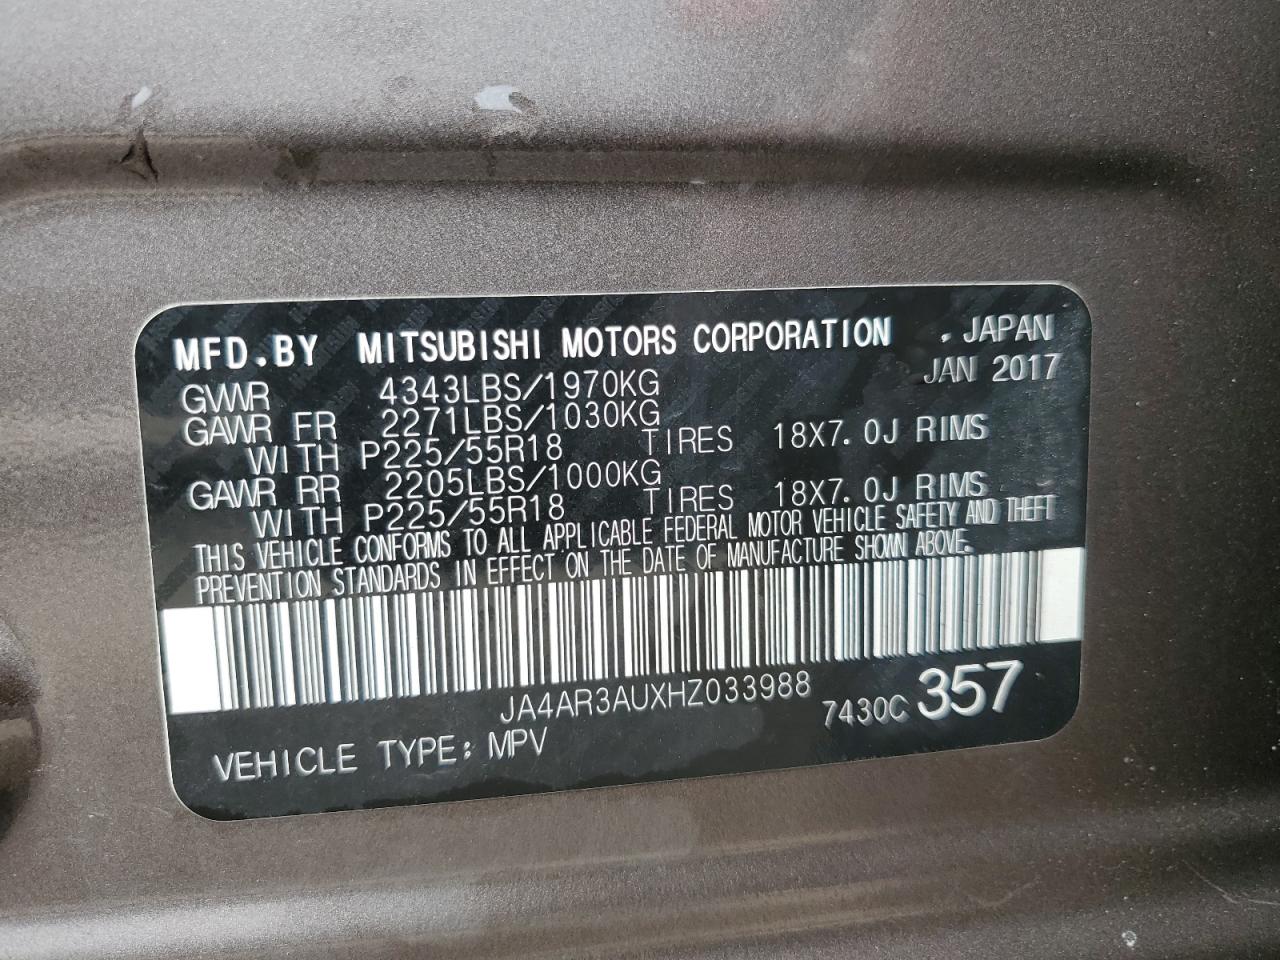 MFD.BY MITSUBISHI MOTORS CORPORATION . JAPAN
GVWR 4343LBS/1970KG JAN 2017
GAWR FR 2271LBS/1030KG
WITH P225/55R18 TIRES 18X7.0J RIMS
GAWR RR 2205LBS/1000KG
WITH P225/55R18 TIRES 18X7.0J RIMS
THIS VEHICLE CONFORMS TO ALL APPLICABLE FEDERAL MOTOR VEHICLE SAFETY AND THEFT
PREVENTION STANDARDS IN EFFECT ON THE DATE OF MANUFACTURE SHOWN ABOVE.
JA4AR3AUXHZ033988 7430C 357
VEHICLE TYPE: MPV